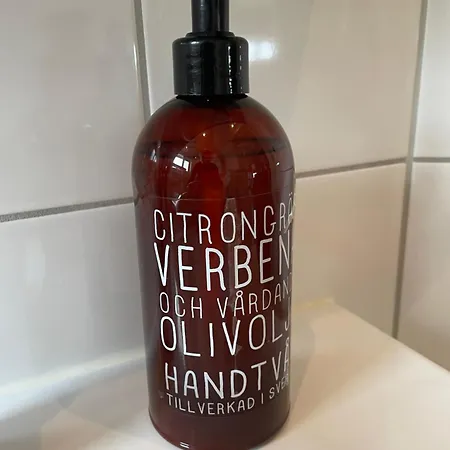 CITRONGRÄ
VERBEN
OCH VÅRDAN
OLIVOLJ
HANDTVÅ
TILLVERKAD I SVER